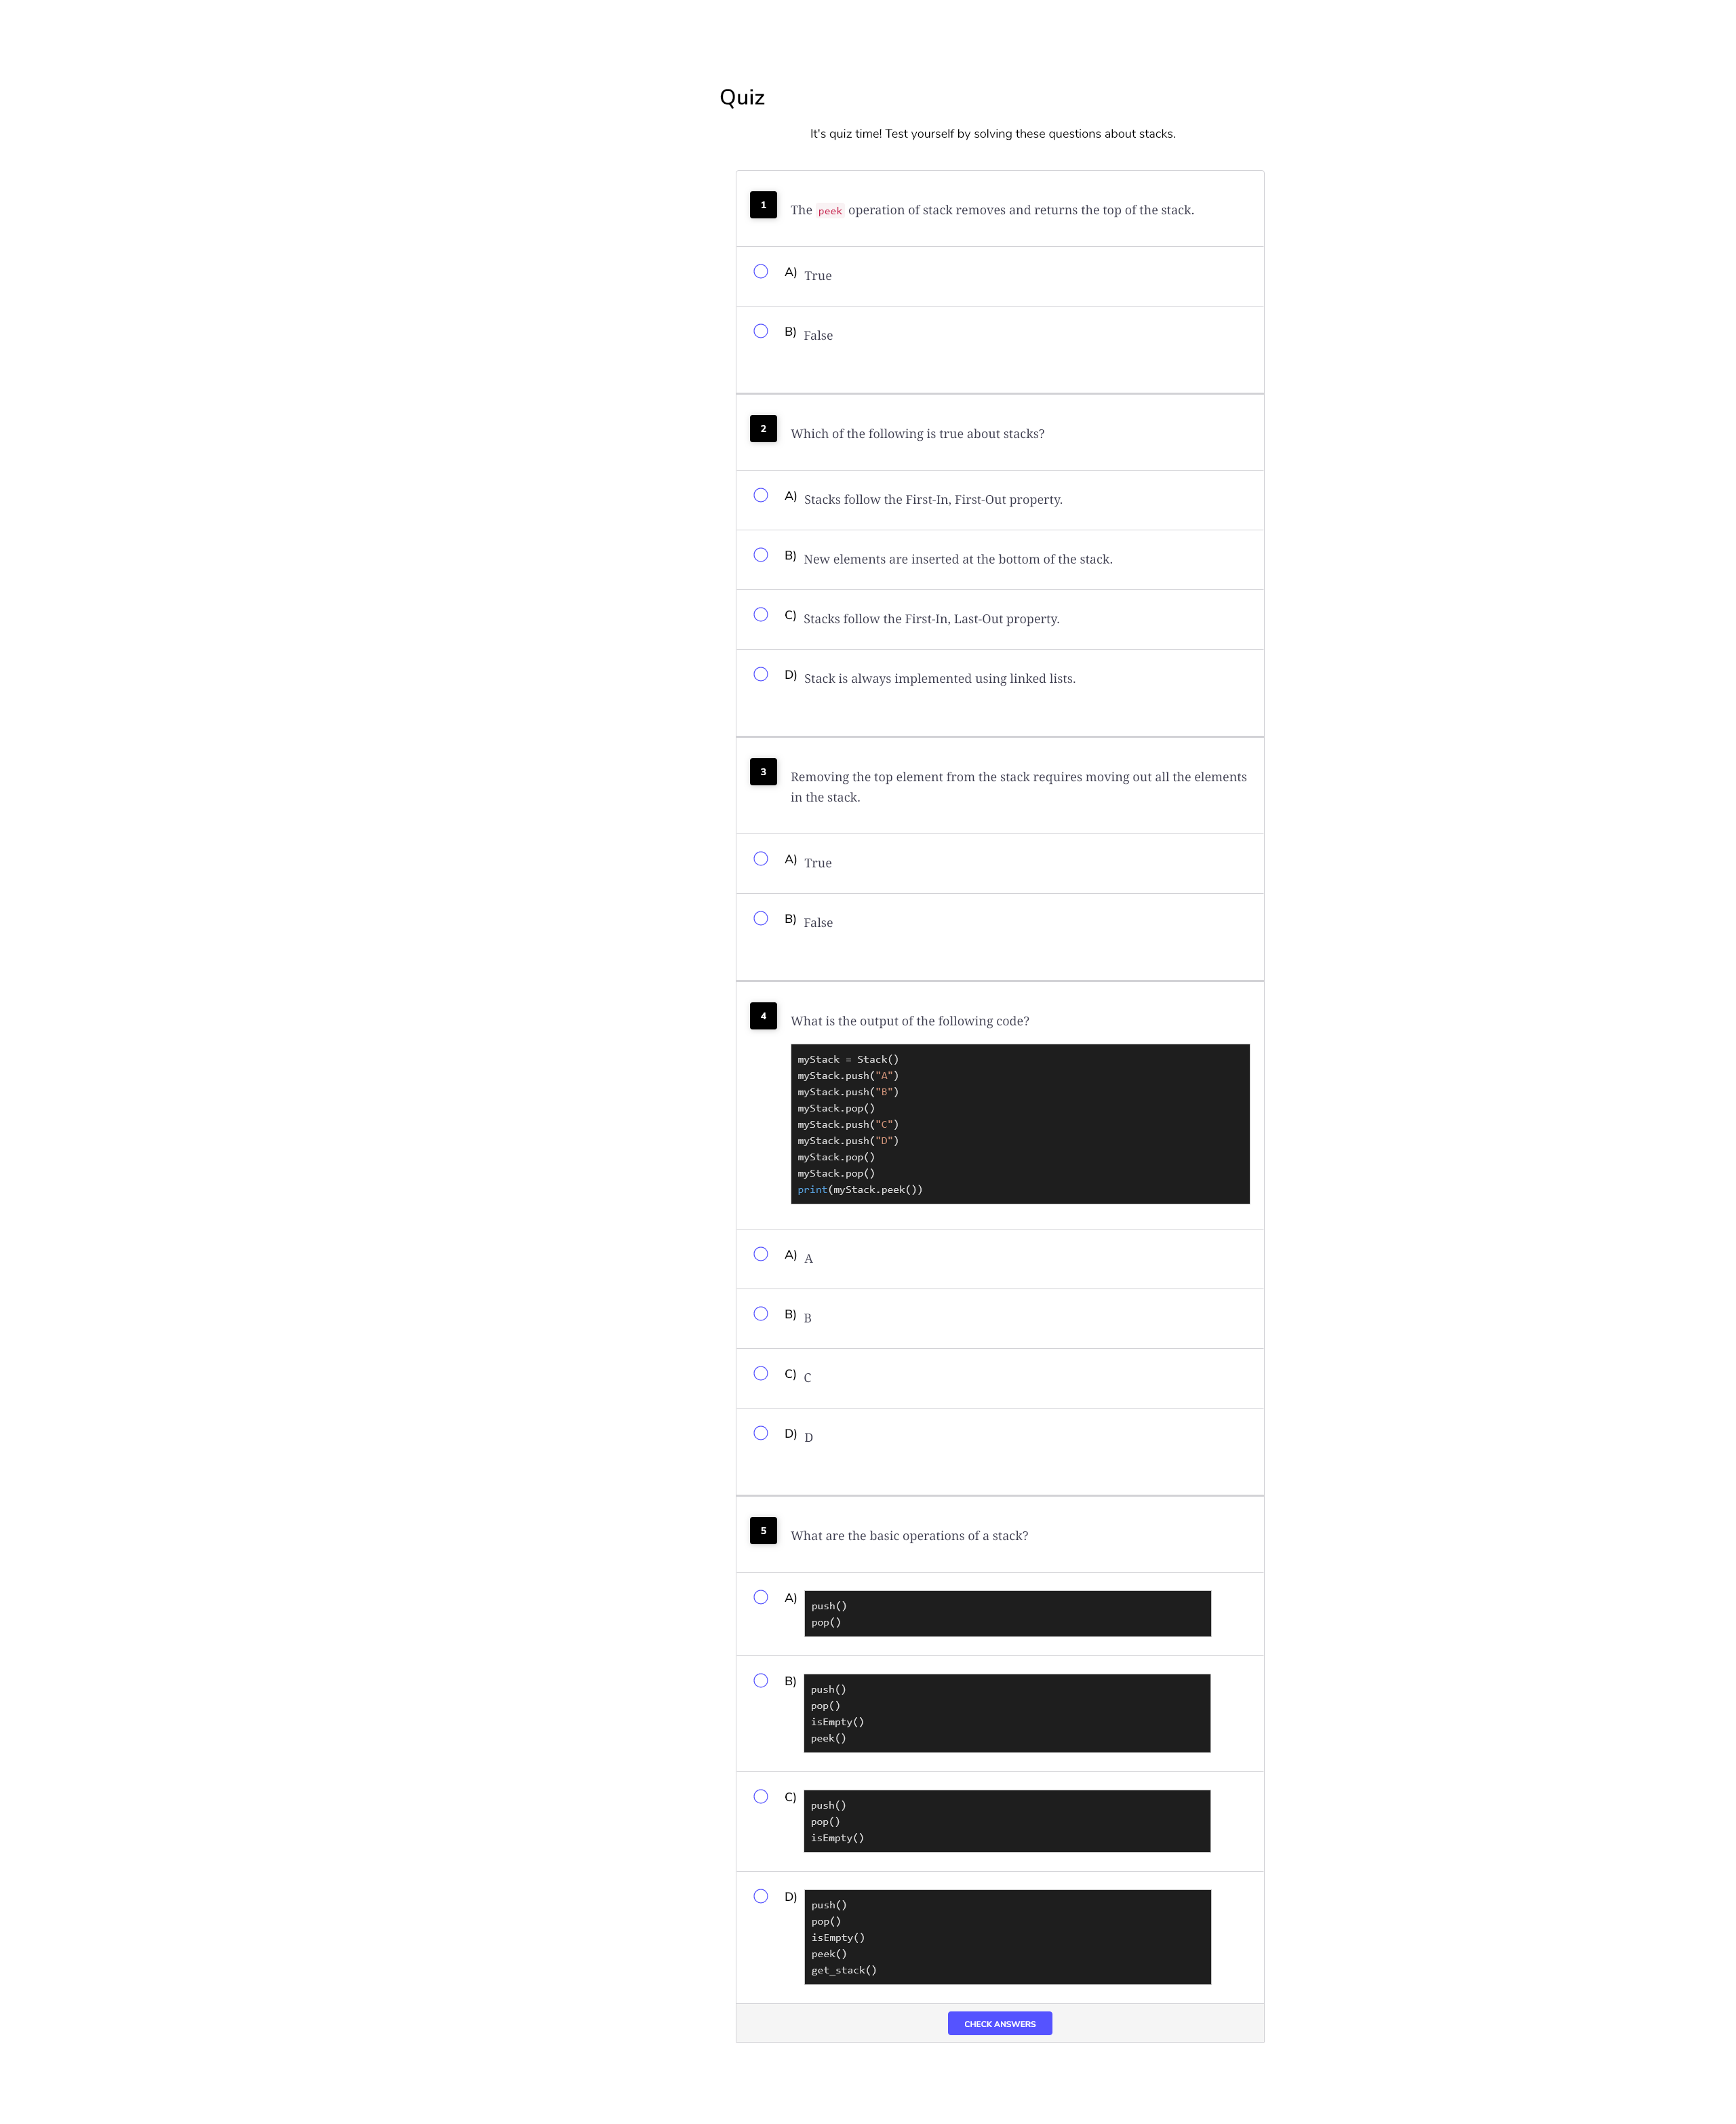 Quiz
It's quiz time! Test yourself by solving these questions about stacks.
1
The peek operation of stack removes and returns the top of the stack.
A) True
B) False
2
Which of the following is true about stacks?
A) Stacks follow the First-In, First-Out property.
B) New elements are inserted at the bottom of the stack.
C) Stacks follow the First-In, Last-Out property.
D) Stack is always implemented using linked lists.
3
Removing the top element from the stack requires moving out all the elements
in the stack.
A) True
B) False
4
What is the output of the following code?
myStack = Stack()
myStack.push("A")
myStack.push("B")
myStack.pop()
myStack.push("C")
myStack.push("D")
myStack.pop()
myStack.pop()
print(myStack.peek())
A) A
B) B
C) C
D) D
5
What are the basic operations of a stack?
A) push()
pop()
B) push()
pop()
isEmpty()
peek()
C) push()
pop()
isEmpty()
D) push()
pop()
isEmpty()
peek()
get_stack()
CHECK ANSWERS